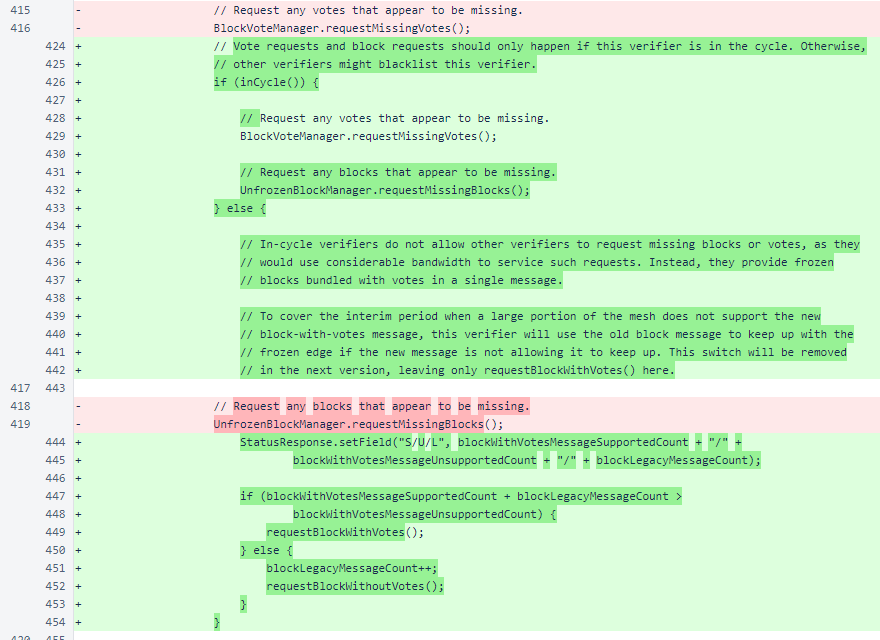 415 - // Request any votes that appear to be missing.
416 - BlockVoteManager.requestMissingVotes();
424 + // Vote requests and block requests should only happen if this verifier is in the cycle. Otherwise,
425 + // other verifiers might blacklist this verifier.
426 + if (inCycle()) {
427 +
428 + // Request any votes that appear to be missing.
429 + BlockVoteManager.requestMissingVotes();
430 +
431 + // Request any blocks that appear to be missing.
432 + UnfrozenBlockManager.requestMissingBlocks();
433 + } else {
434 +
435 + // In-cycle verifiers do not allow other verifiers to request missing blocks or votes, as they
436 + // would use considerable bandwidth to service such requests. Instead, they provide frozen
437 + // blocks bundled with votes in a single message.
438 +
439 + // To cover the interim period when a large portion of the mesh does not support the new
440 + // block-with-votes message, this verifier will use the old block message to keep up with the
441 + // frozen edge if the new message is not allowing it to keep up. This switch will be removed
442 + // in the next version, leaving only requestBlockWithVotes() here.
417 443
418 - // Request any blocks that appear to be missing.
419 - UnfrozenBlockManager.requestMissingBlocks();
444 + StatusResponse.setField("S/U/L", blockWithVotesMessageSupportedCount + "/" +
445 + blockWithVotesMessageUnsupportedCount + "/" + blockLegacyMessageCount);
446 +
447 + if (blockWithVotesMessageSupportedCount + blockLegacyMessageCount >
448 + blockWithVotesMessageUnsupportedCount) {
449 + requestBlockWithVotes();
450 + } else {
451 + blockLegacyMessageCount++;
452 + requestBlockWithoutVotes();
453 + }
454 + }
420 455